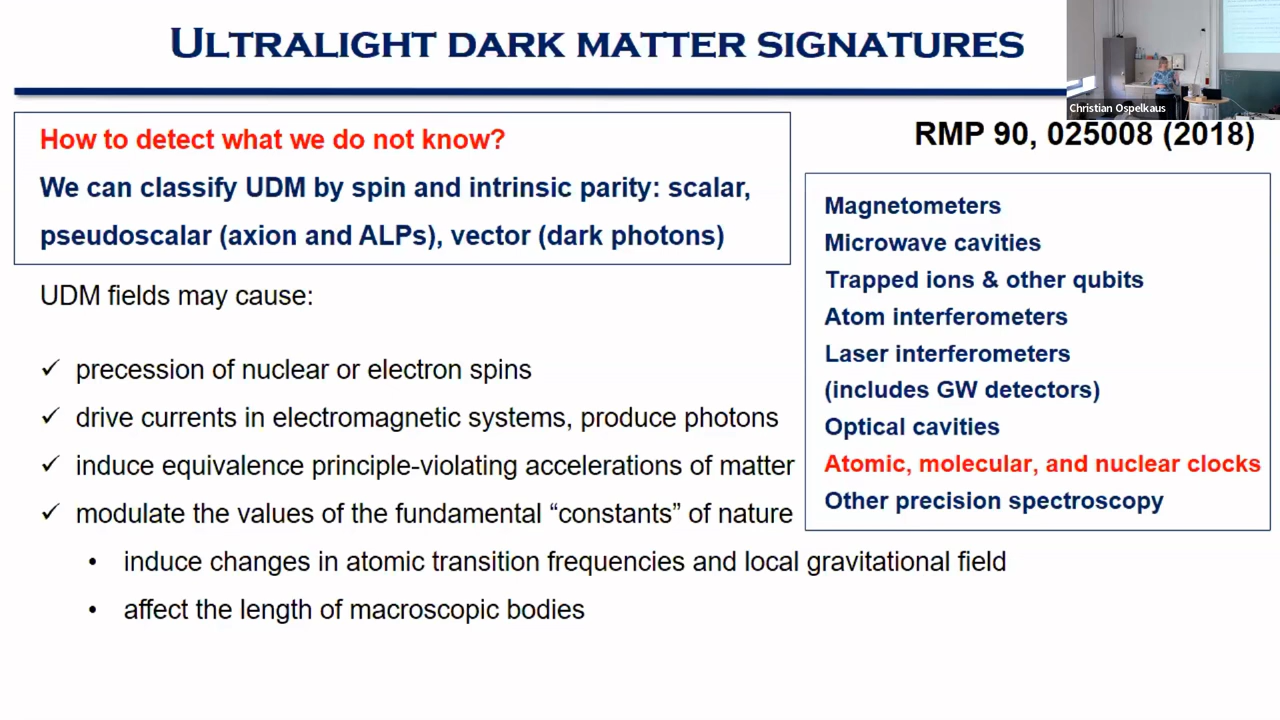 ULTRALIGHT DARK MATTER SIGNATURES
Christian Ospelkaus
How to detect what we do not know?
We can classify UDM by spin and intrinsic parity: scalar,
pseudoscalar (axion and ALPs), vector (dark photons)
RMP 90, 025008 (2018)
UDM fields may cause:
✓ precession of nuclear or electron spins
✓ drive currents in electromagnetic systems, produce photons
✓ induce equivalence principle-violating accelerations of matter
✓ modulate the values of the fundamental “constants” of nature
• induce changes in atomic transition frequencies and local gravitational field
• affect the length of macroscopic bodies
Magnetometers
Microwave cavities
Trapped ions & other qubits
Atom interferometers
Laser interferometers
(includes GW detectors)
Optical cavities
Atomic, molecular, and nuclear clocks
Other precision spectroscopy